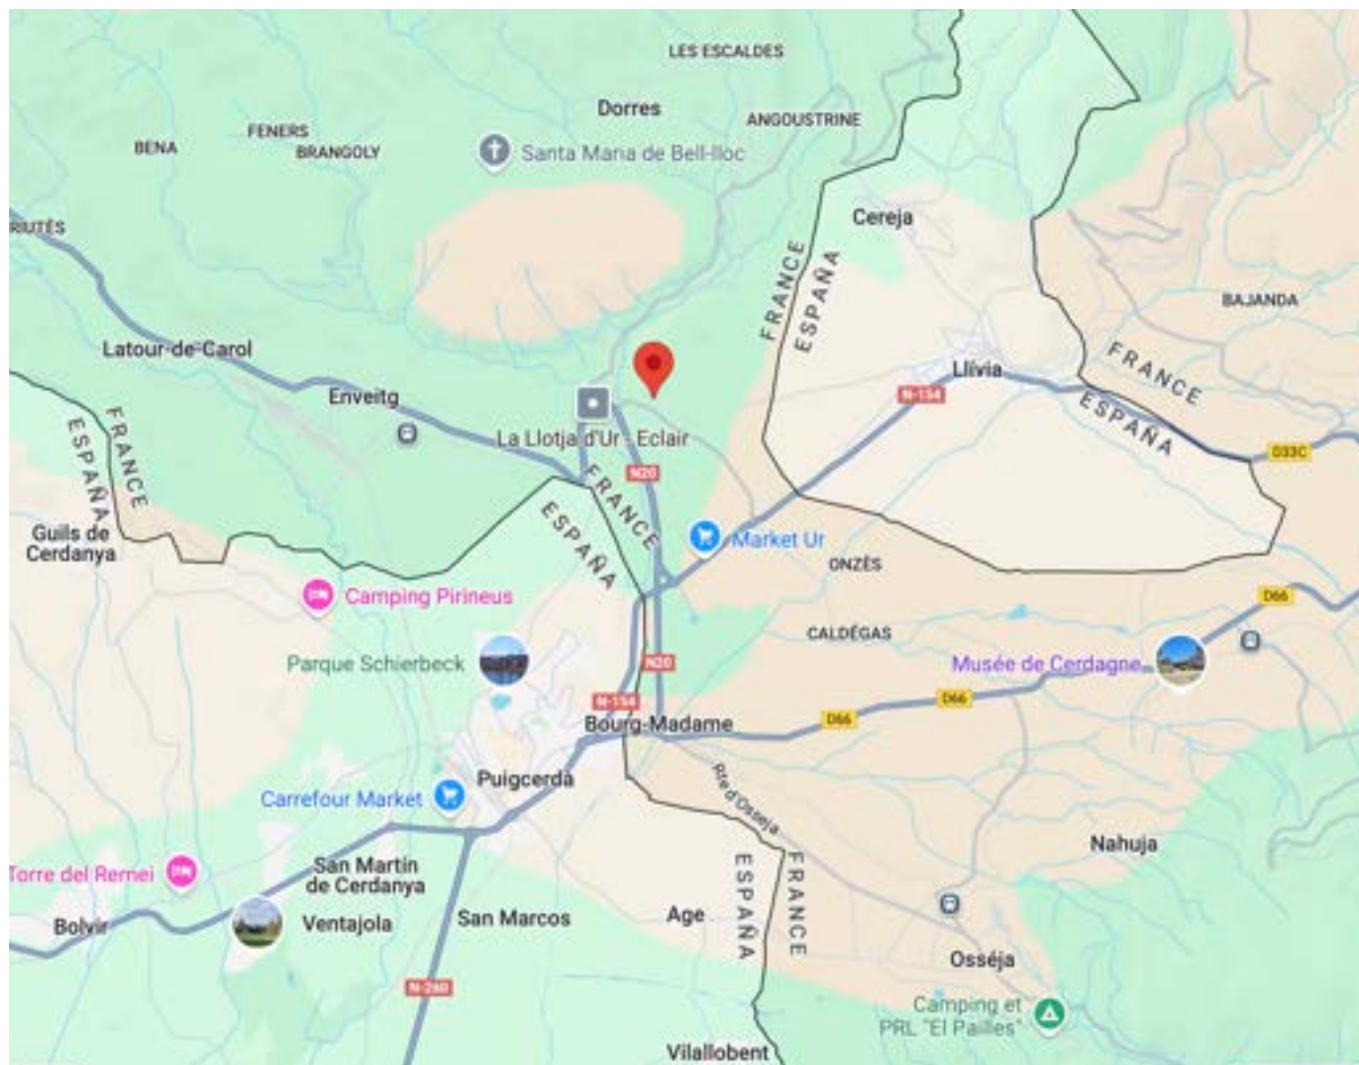 LES ESCALDES
Dorres
ANGOUSTRINE
FENERS
BENA
BRANGOLY
Santa Maria de Bell-lloc
Cereja
RIUTÉS
FRANCE
ESPAÑA
BAJANDA
Latour-de-Carol
Llívia
FRANCE
Enveitg
N-154
ESPAÑA
FRANCE
ESPAÑA
La Llotja d'Ur - Eclair
D33C
N20
FRANCE
ESPAÑA
Guils de
Cerdanya
Market Ur
ONZÈS
Camping Pirineus
D66
CALDÉGAS
Parque Schierbeck
N20
Musée de Cerdagne
N-154
D66
D66
Bourg-Madame
Puigcerdá
Carrefour Market
Rte d'Osseja
Nahuja
Torre del Remei
San Martín
de Cerdanya
ESPAÑA
FRANCE
Bolvir
Ventajola
San Marcos
Age
Osséja
N-260
Camping et
PRL "El Pailles"
Vilallobent